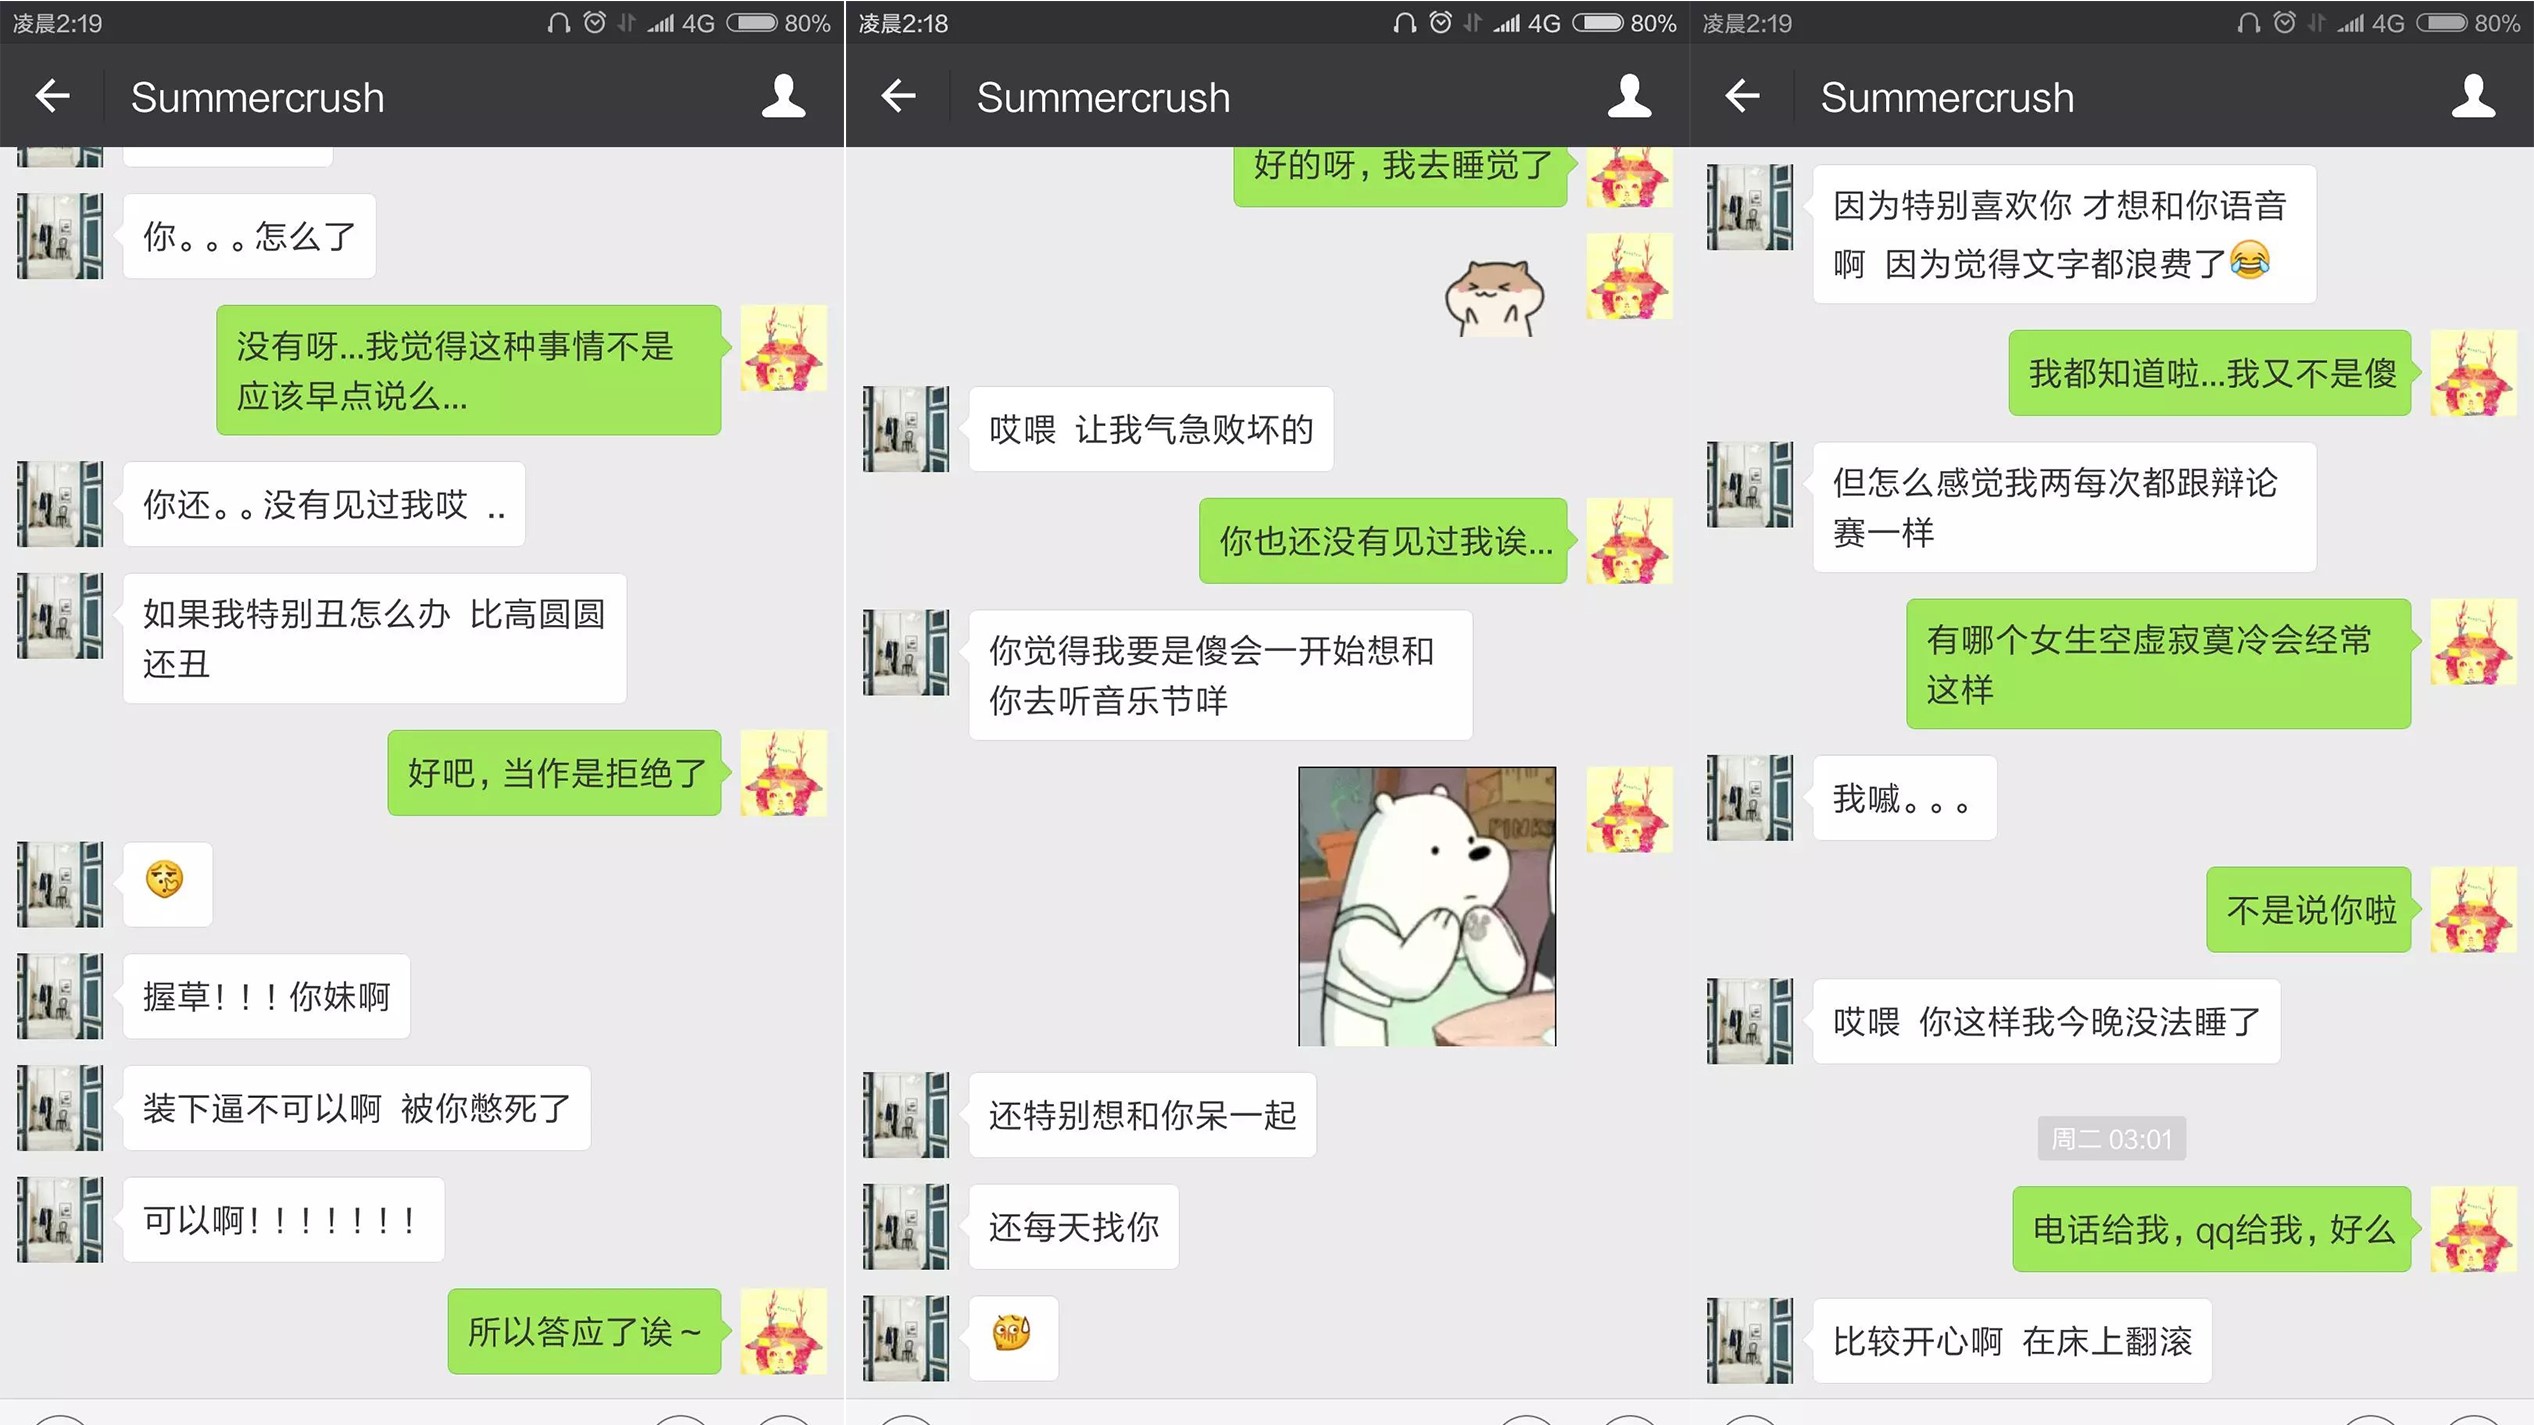 凌晨2:19
4G
80%
Summercrush
你。。。怎么了
没有呀...我觉得这种事情不是
应该早点说么...
你还。。没有见过我哎 ..
如果我特别丑怎么办 比高圆圆
还丑
好吧，当作是拒绝了
握草！！！你妹啊
装下逼不可以啊 被你憋死了
可以啊！！！！！！！
所以答应了诶～
凌晨2:18
4G
80%
Summercrush
好的呀，我去睡觉了
哎喂 让我气急败坏的
你也还没有见过我诶...
你觉得我要是傻会一开始想和
你去听音乐节咩
还特别想和你呆一起
还每天找你
凌晨2:19
4G
80%
Summercrush
因为特别喜欢你 才想和你语音
啊 因为觉得文字都浪费了
我都知道啦...我又不是傻
但怎么感觉我两每次都跟辩论
赛一样
有哪个女生空虚寂寞冷会经常
这样
我嘁。。。
不是说你啦
哎喂 你这样我今晚没法睡了
周二 03:01
电话给我，qq给我，好么
比较开心啊 在床上翻滚